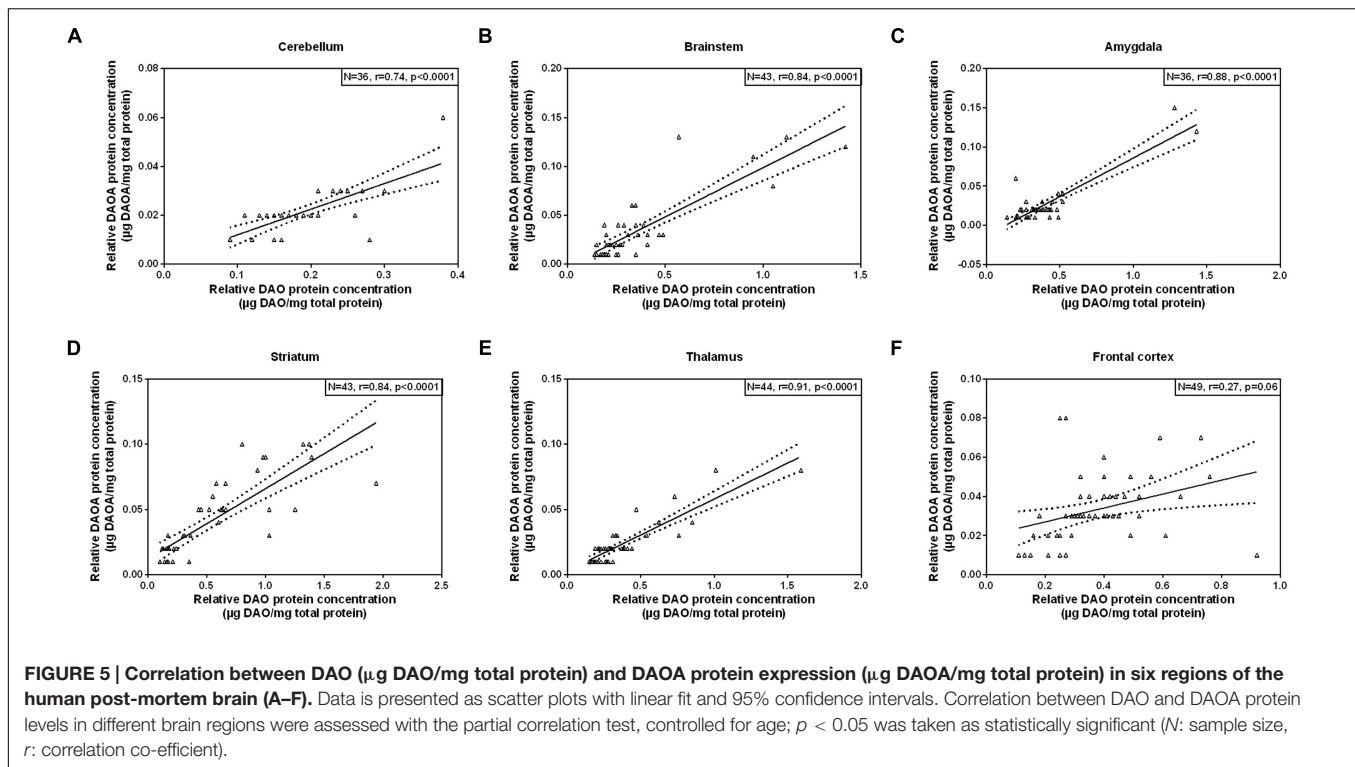 A
Cerebellum
N=36, r=0.74, p<0.0001
Relative DAOA protein concentration
(µg DAOA/mg total protein)
0.08
0.06
0.04
0.02
0.00
0.0 0.1 0.2 0.3 0.4
Relative DAO protein concentration
(µg DAO/mg total protein)
B
Brainstem
N=43, r=0.84, p<0.0001
Relative DAOA protein concentration
(µg DAOA/mg total protein)
0.20
0.15
0.10
0.05
0.00
0.0 0.5 1.0 1.5
Relative DAO protein concentration
(µg DAO/mg total protein)
C
Amygdala
N=36, r=0.88, p<0.0001
Relative DAOA protein concentration
(µg DAOA/mg total protein)
0.20
0.15
0.10
0.05
0.00
-0.05
0.0 0.5 1.0 1.5 2.0
Relative DAO protein concentration
(µg DAO/mg total protein)
D
Striatum
N=43, r=0.84, p<0.0001
Relative DAOA protein concentration
(µg DAOA/mg total protein)
0.15
0.10
0.05
0.00
0.0 0.5 1.0 1.5 2.0 2.5
Relative DAO protein concentration
(µg DAO/mg total protein)
E
Thalamus
N=44, r=0.91, p<0.0001
Relative DAOA protein concentration
(µg DAOA/mg total protein)
0.15
0.10
0.05
0.00
0.0 0.5 1.0 1.5 2.0
Relative DAO protein concentration
(µg DAO/mg total protein)
F
Frontal cortex
N=49, r=0.27, p=0.06
Relative DAOA protein concentration
(µg DAOA/mg total protein)
0.10
0.08
0.06
0.04
0.02
0.00
0.0 0.2 0.4 0.6 0.8 1.0
Relative DAO protein concentration
(µg DAO/mg total protein)
FIGURE 5 | Correlation between DAO (µg DAO/mg total protein) and DAOA protein expression (µg DAOA/mg total protein) in six regions of the
human post-mortem brain (A–F). Data is presented as scatter plots with linear fit and 95% confidence intervals. Correlation between DAO and DAOA protein
levels in different brain regions were assessed with the partial correlation test, controlled for age; p < 0.05 was taken as statistically significant (N: sample size,
r: correlation co-efficient).